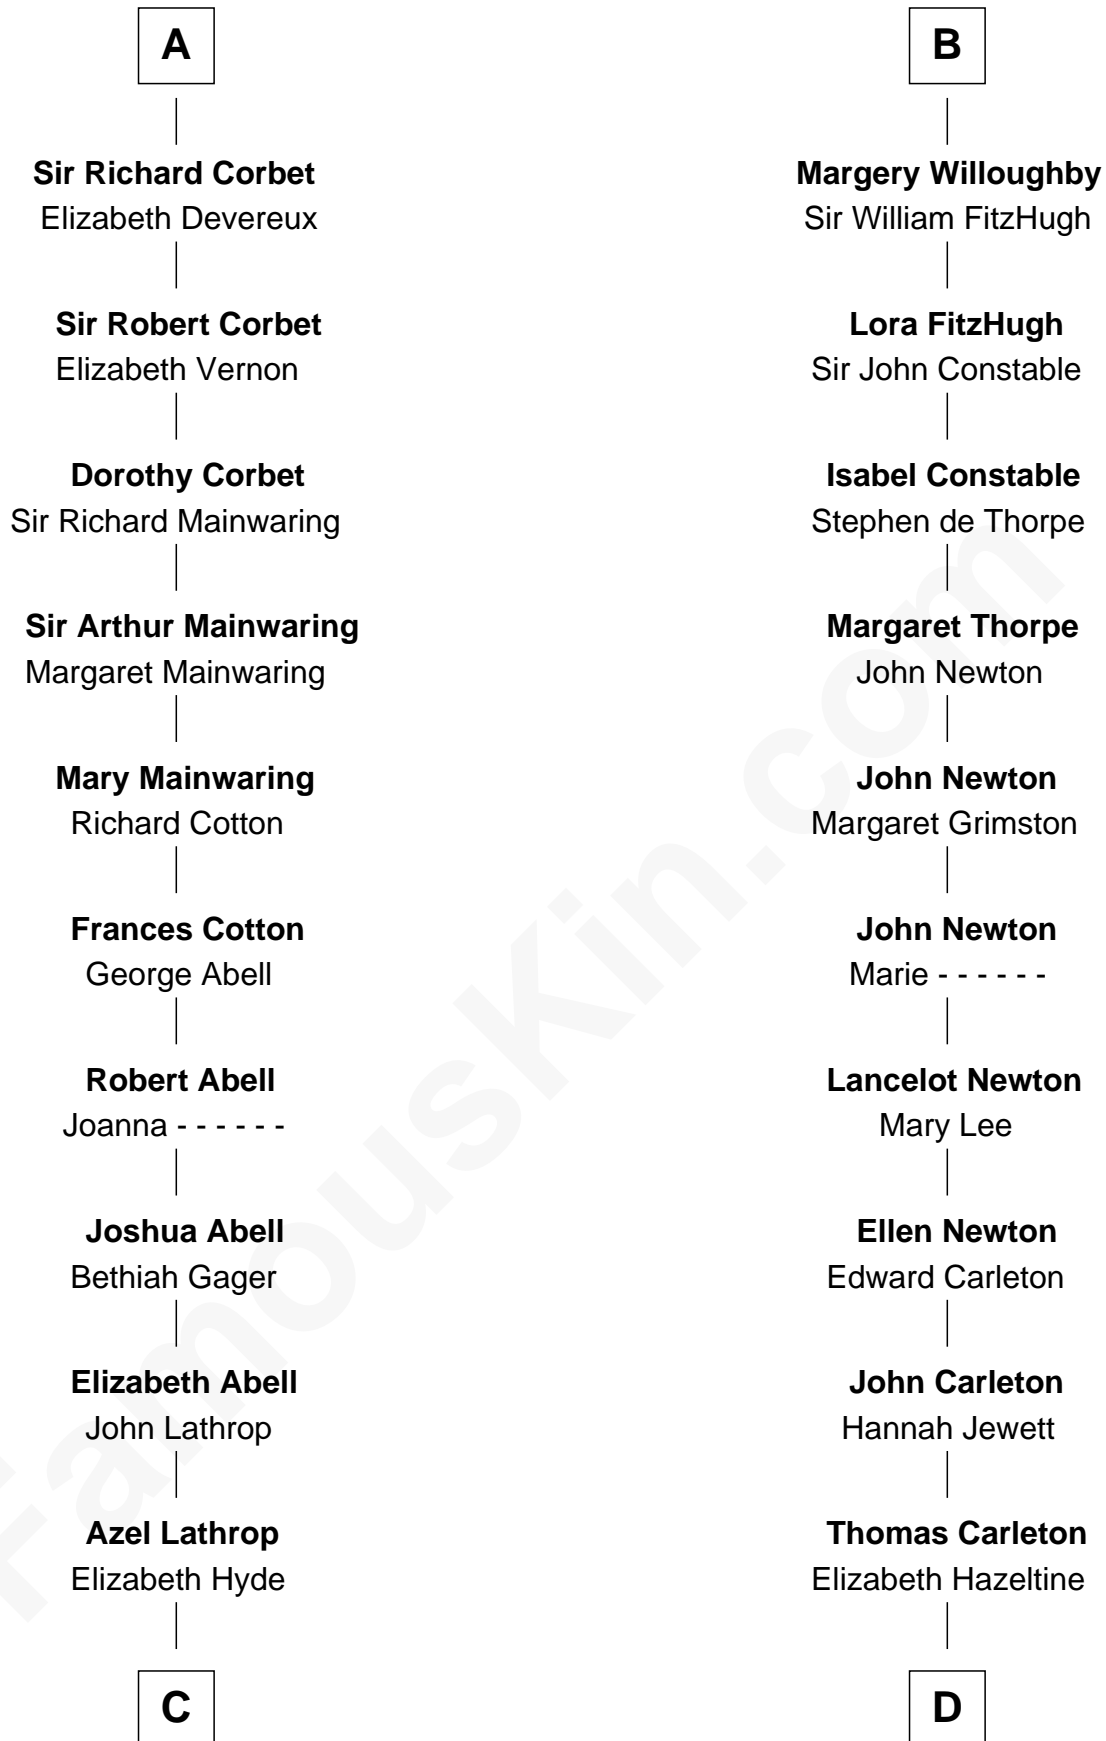 A
Sir Richard Corbet
Elizabeth Devereux
Sir Robert Corbet
Elizabeth Vernon
Dorothy Corbet
Sir Richard Mainwaring
Sir Arthur Mainwaring
Margaret Mainwaring
Mary Mainwaring
Richard Cotton
Frances Cotton
George Abell
Robert Abell
Joanna - - - - - -
Joshua Abell
Bethiah Gager
Elizabeth Abell
John Lathrop
Azel Lathrop
Elizabeth Hyde
C
B
Margery Willoughby
Sir William FitzHugh
Lora FitzHugh
Sir John Constable
Isabel Constable
Stephen de Thorpe
Margaret Thorpe
John Newton
John Newton
Margaret Grimston
John Newton
Marie - - - - - -
Lancelot Newton
Mary Lee
Ellen Newton
Edward Carleton
John Carleton
Hannah Jewett
Thomas Carleton
Elizabeth Hazeltine
D
FamousKin.com